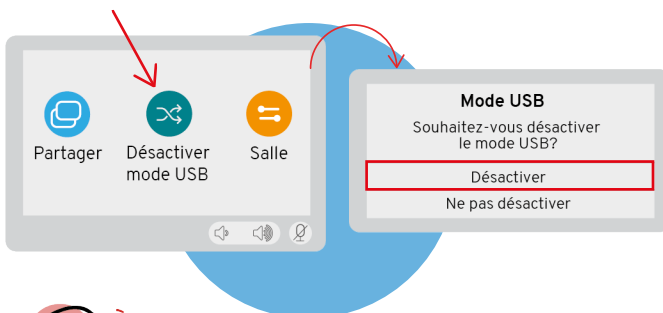 Partager
Désactiver
mode USB
Salle
Mode USB
Souhaitez-vous désactiver
le mode USB?
Désactiver
Ne pas désactiver